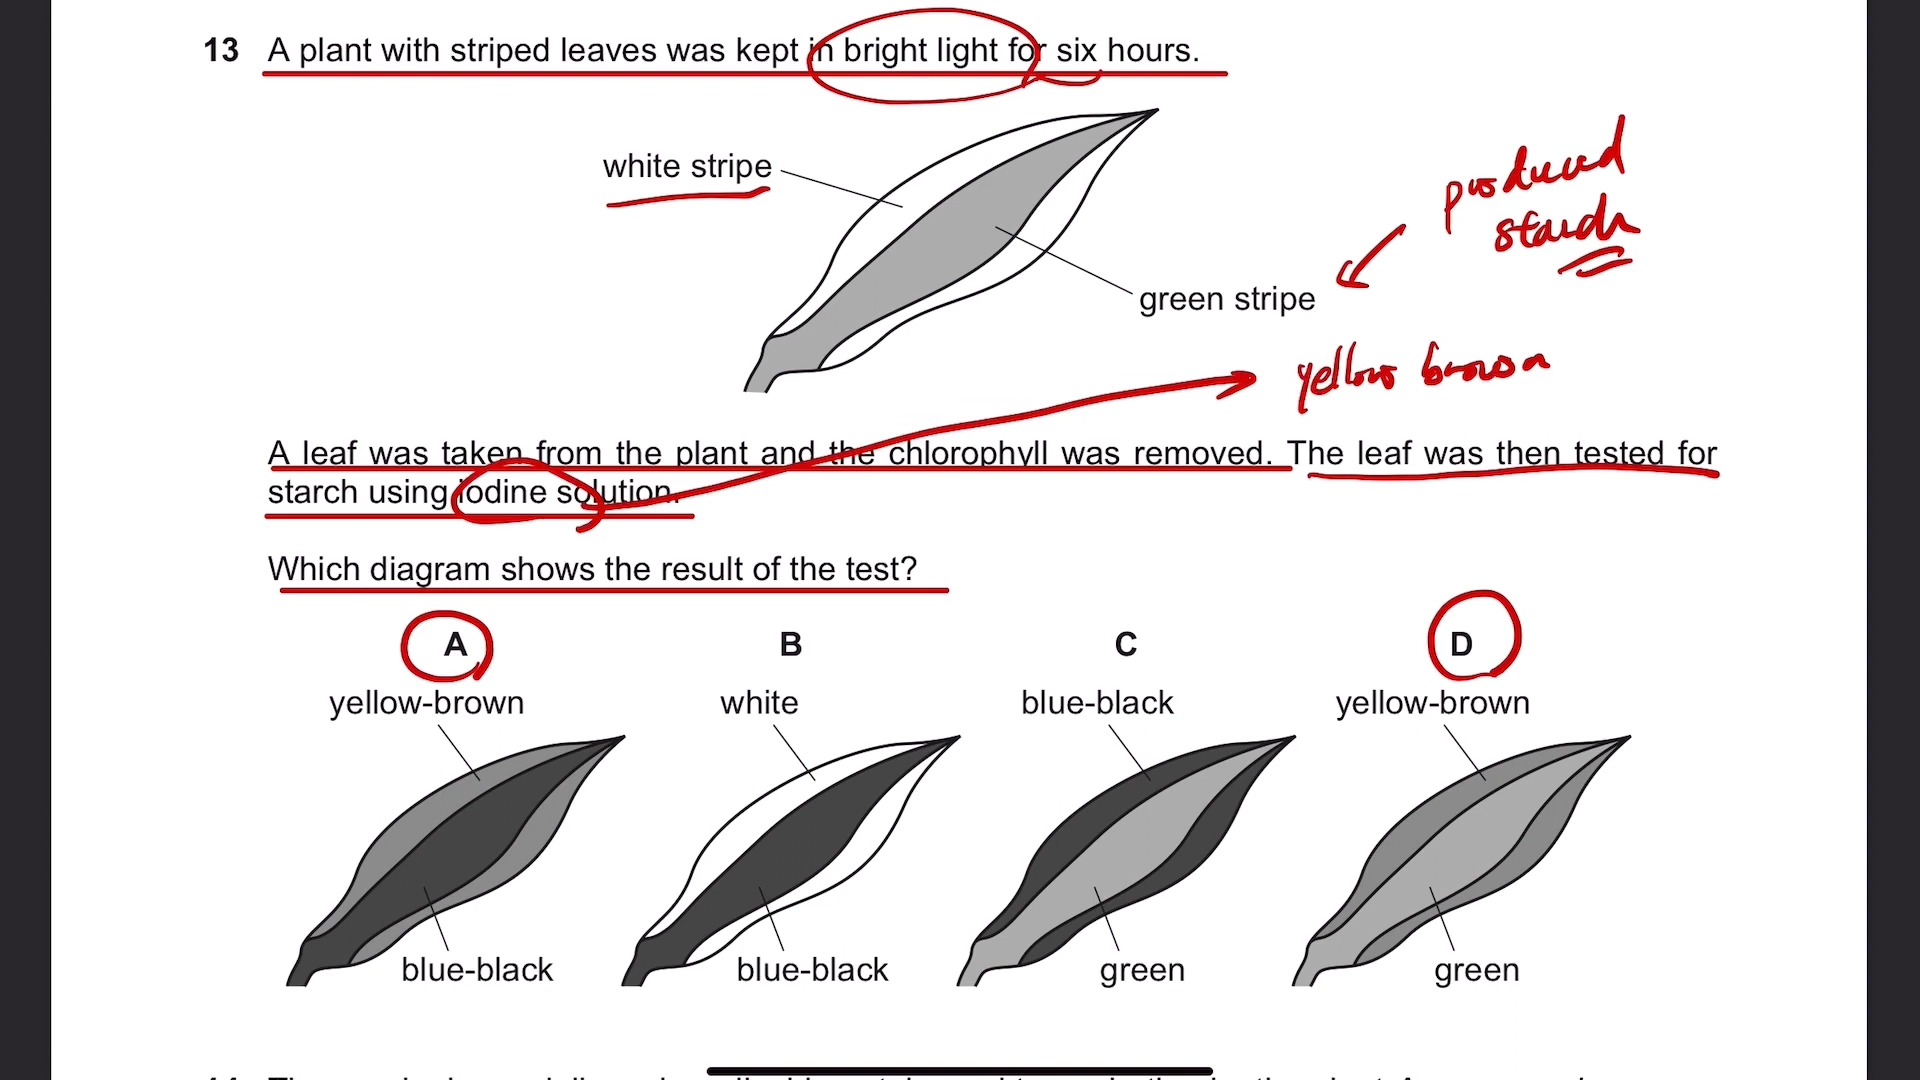 13 A plant with striped leaves was kept in bright light for six hours.
white stripe
produced
starch
green stripe
yellow brown
A leaf was taken from the plant and the chlorophyll was removed. The leaf was then tested for
starch using iodine solution.
Which diagram shows the result of the test?
A B C D
yellow-brown white blue-black yellow-brown
blue-black blue-black green green